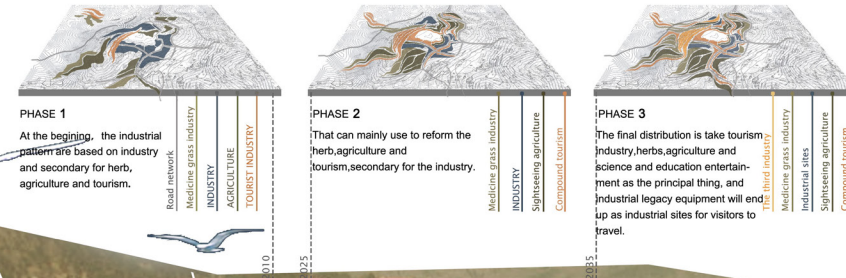 PHASE 1
At the begining, the industrial
pattern are based on industry
and secondary for herb,
agriculture and tourism.
Road network
Medicine grass industry
INDUSTRY
AGRICULTURE
TOURIST INDUSTRY
PHASE 2
That can mainly use to reform the
herb,agriculture and
tourism,secondary for the industry.
Medicine grass industry
INDUSTRY
Sightseeing agriculture
Compound tourism
PHASE 3
The final distribution is take tourism
industry,herbs,agriculture and
science and education entertain-
ment as the principal thing, and
industrial legacy equipment will end
up as industrial sites for visitors to
travel.
The third industry
Medicine grass industry
Industrial sites
Sightseeing agriculture
Compound tourism
010
025
035